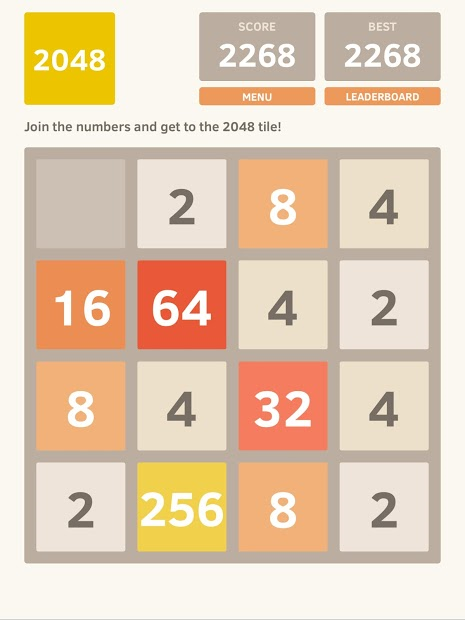 2048
SCORE
2268
BEST
2268
MENU
LEADERBOARD
Join the numbers and get to the 2048 tile!
2 8 4
16 64 4 2
8 4 32 4
2 256 8 2